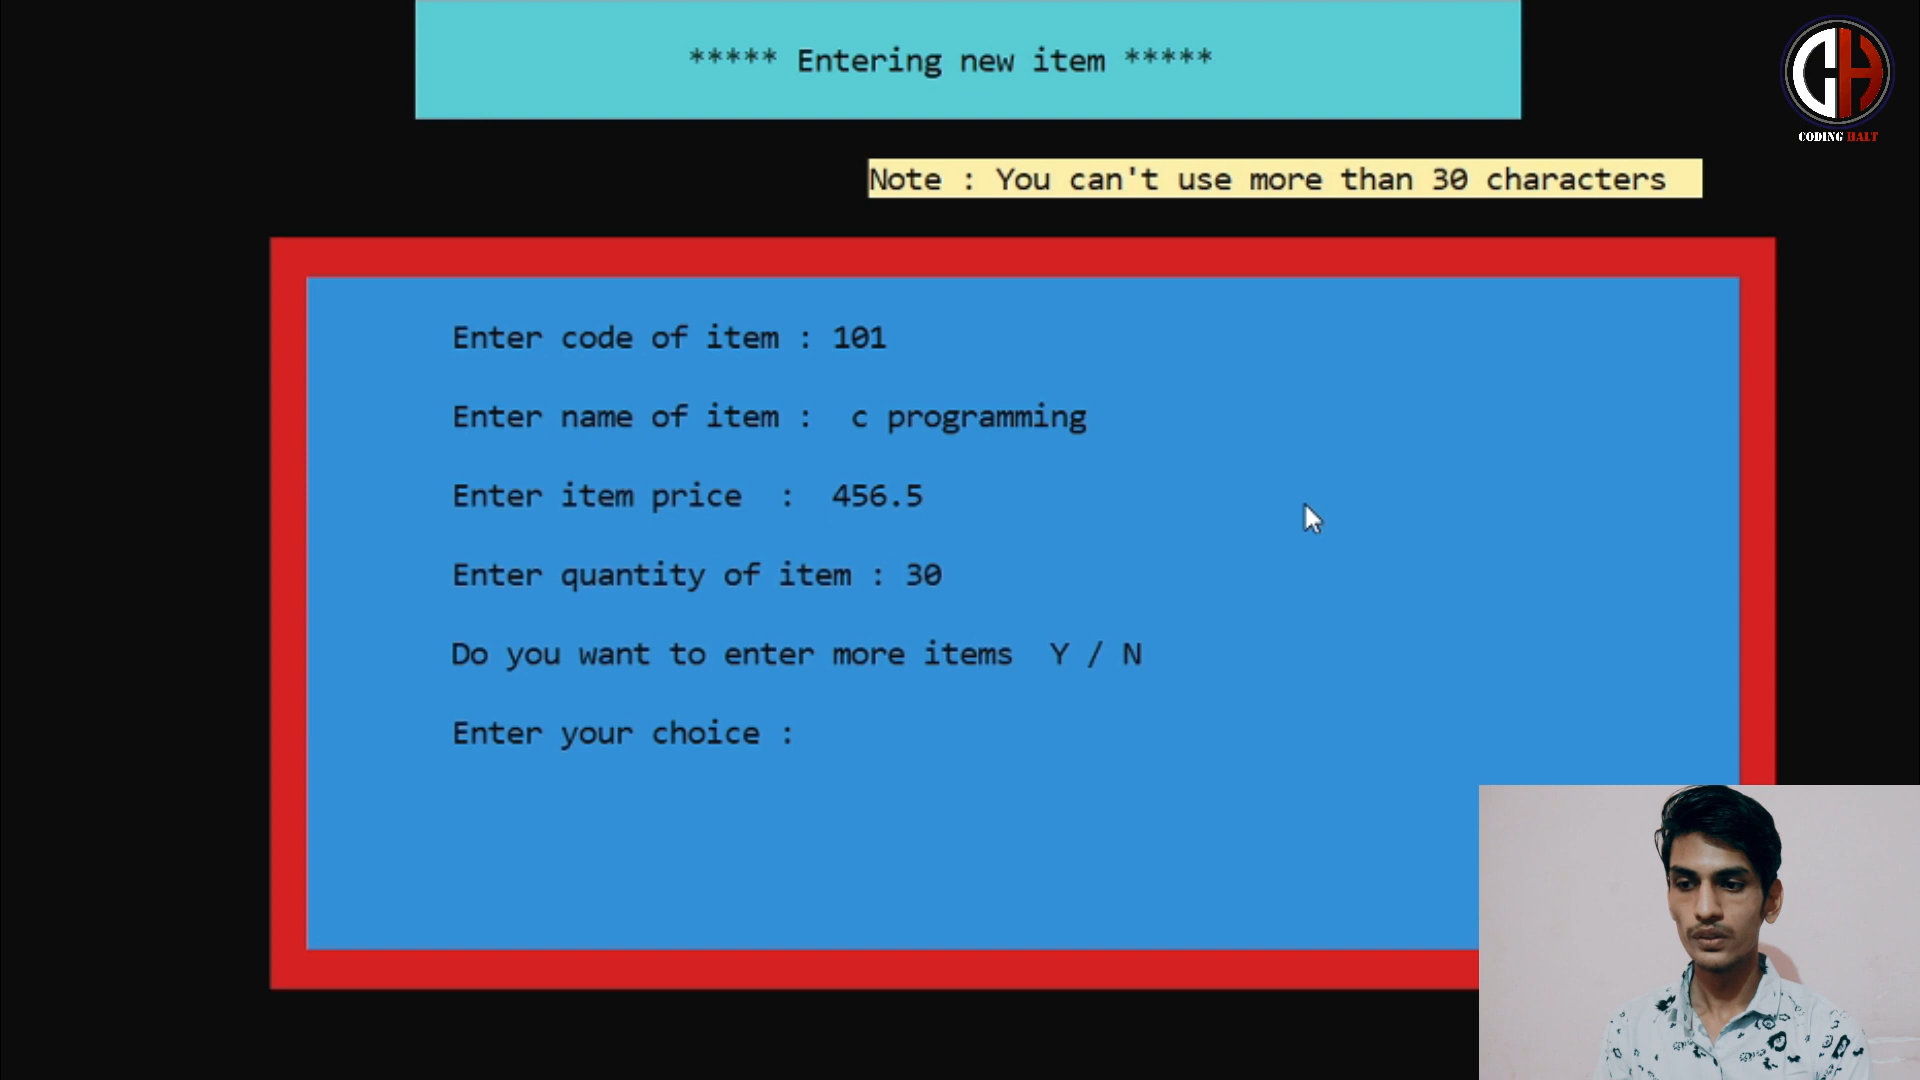 ***** Entering new item *****
CODING HALT
Note : You can't use more than 30 characters
Enter code of item : 101
Enter name of item :  c programming
Enter item price  :  456.5
Enter quantity of item : 30
Do you want to enter more items  Y / N
Enter your choice :